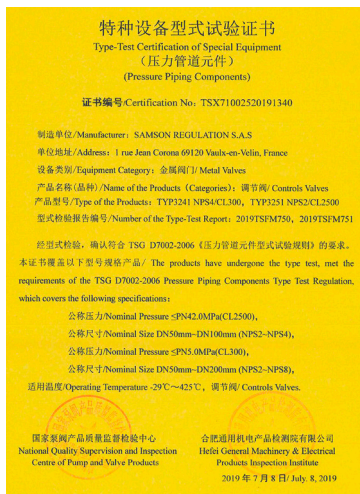 特种设备型式试验证书
Type-Test Certification of Special Equipment
（压力管道元件）
(Pressure Piping Components)
证书编号/Certification No: TSX71002520191340
制造单位/Manufacturer: SAMSON REGULATION S.A.S
单位地址/Address: 1 rue Jean Corona 69120 Vaulx-en-Velin, France
设备类别/Equipment Category: 金属阀门/ Metal Valves
产品名称(品种) /Name of the Products (Categories): 调节阀/ Controls Valves
产品型号/Type of the Products: TYP3241 NPS4/CL300, TYP3251 NPS2/CL2500
型式检验报告编号/Number of the Type-Test Report: 2019TSFM750, 2019TSFM751
经型式检验，确认符合 TSG D7002-2006《压力管道元件型式试验规则》的要求。
本证书覆盖以下型号规格产品/ The products have undergone the type test, met the
requirements of the TSG D7002-2006 Pressure Piping Components Type Test Regulation,
which covers the following specifications:
公称压力/Nominal Pressure ≤PN42.0MPa(CL2500),
公称尺寸/Nominal Size DN50mm~DN100mm (NPS2~NPS4),
公称压力/Nominal Pressure ≤PN5.0MPa(CL300),
公称尺寸/Nominal Size DN50mm~DN200mm (NPS2~NPS8),
适用温度/Operating Temperature -29℃～425℃, 调节阀/ Controls Valves.
国家泵阀产品质量监督检验中心
National Quality Supervision and Inspection
Centre of Pump and Valve Products
合肥通用机电产品检测院有限公司
Hefei General Machinery & Electrical
Products Inspection Institute
2019 年 7 月 8 日/ July. 8, 2019